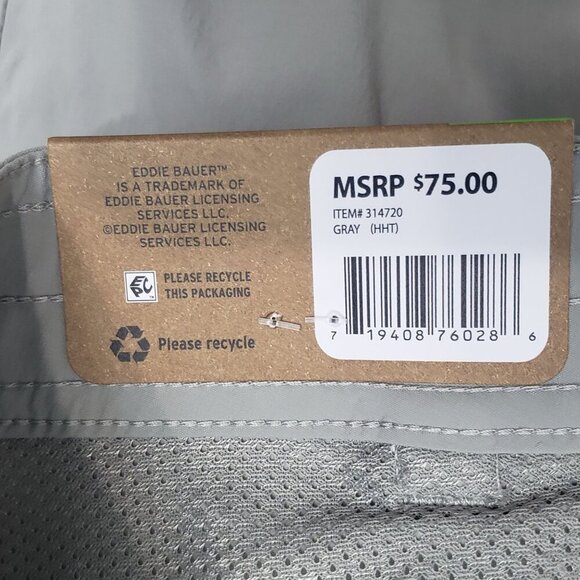 EDDIE BAUER™
IS A TRADEMARK OF
EDDIE BAUER LICENSING
SERVICES LLC.
©EDDIE BAUER LICENSING
SERVICES LLC.
EPC™
PLEASE RECYCLE
THIS PACKAGING
Please recycle
MSRP $75.00
ITEM# 314720
GRAY (HHT)
7 19408 76028 6